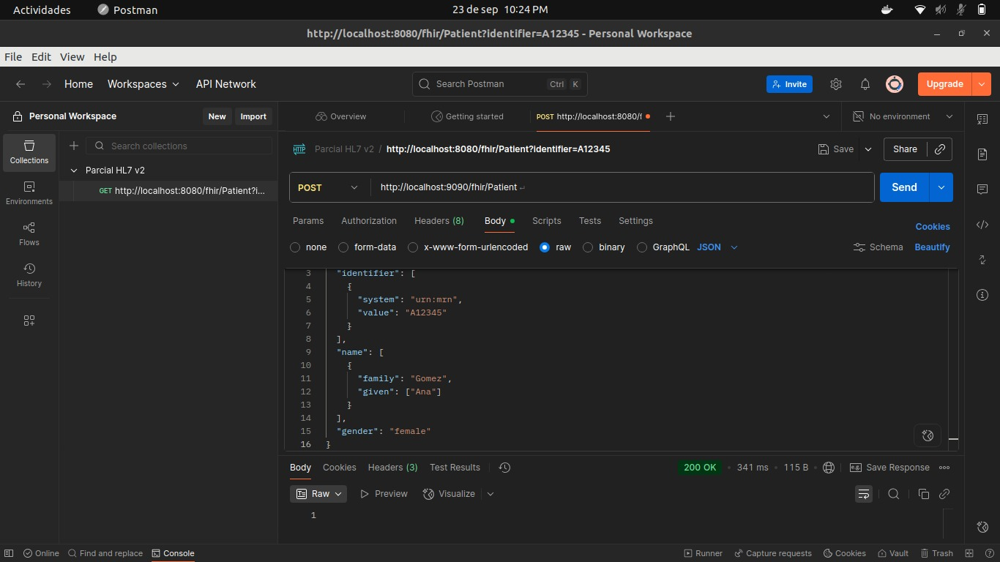 Actividades Postman 23 de sep 10:24 PM
http://localhost:8080/fhir/Patient?identifier=A12345 - Personal Workspace
File Edit View Help
Home Workspaces API Network Search Postman Ctrl K Invite Upgrade
Personal Workspace New Import Overview Getting started POST http://localhost:8080/f No environment
Collections Search collections HTTP Parcial HL7 v2 / http://localhost:8080/fhir/Patient?identifier=A12345 Save Share
Parcial HL7 v2
GET http://localhost:8080/fhir/Patient?i...
Environments
Flows
History
POST http://localhost:9090/fhir/Patient Send
Params Authorization Headers (8) Body Scripts Tests Settings Cookies
none form-data x-www-form-urlencoded raw binary GraphQL JSON Schema Beautify
3 "identifier": [
4 {
5 "system": "urn:mrn",
6 "value": "A12345"
7 }
8 ],
9 "name": [
10 {
11 "family": "Gomez",
12 "given": ["Ana"]
13 }
14 ],
15 "gender": "female"
16 }
Body Cookies Headers (3) Test Results 200 OK 341 ms 115 B e.g. Save Response
Raw Preview Visualize
1
Online Find and replace Console Runner Capture requests Cookies Vault Trash